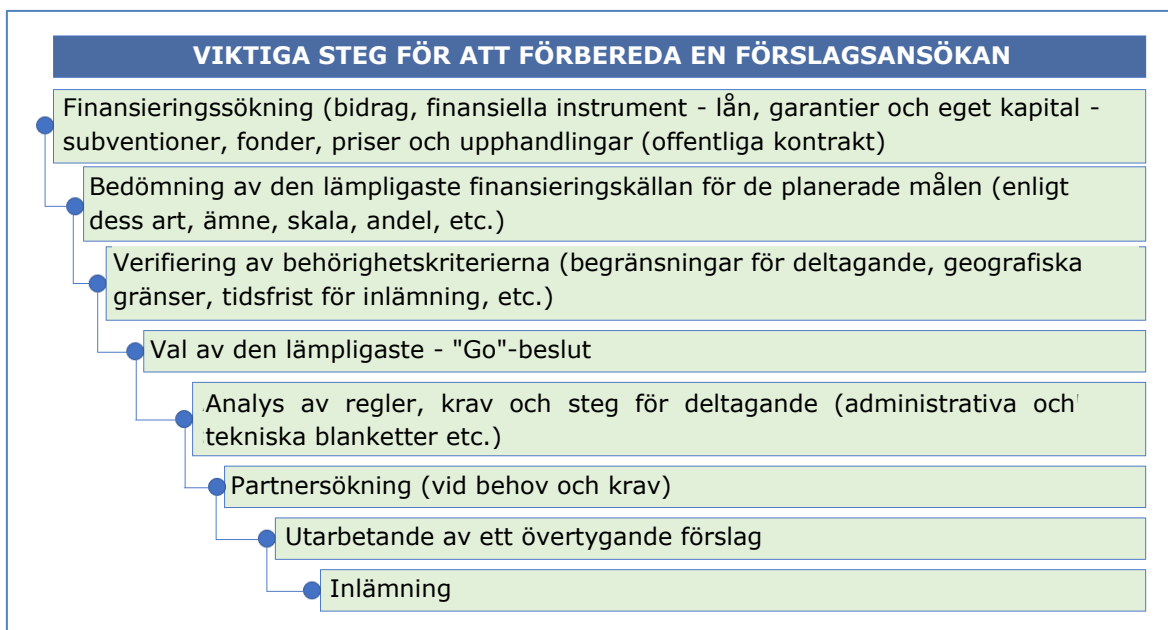 VIKTIGA STEG FÖR ATT FÖRBEREDA EN FÖRSLAGSANSÖKAN
Finansieringssökning (bidrag, finansiella instrument - lån, garantier och eget kapital -
subventioner, fonder, priser och upphandlingar (offentliga kontrakt)
Bedömning av den lämpligaste finansieringskällan för de planerade målen (enligt
dess art, ämne, skala, andel, etc.)
Verifiering av behörighetskriterierna (begränsningar för deltagande, geografiska
gränser, tidsfrist för inlämning, etc.)
Val av den lämpligaste - "Go"-beslut
Analys av regler, krav och steg för deltagande (administrativa och
tekniska blanketter etc.)
Partnersökning (vid behov och krav)
Utarbetande av ett övertygande förslag
Inlämning